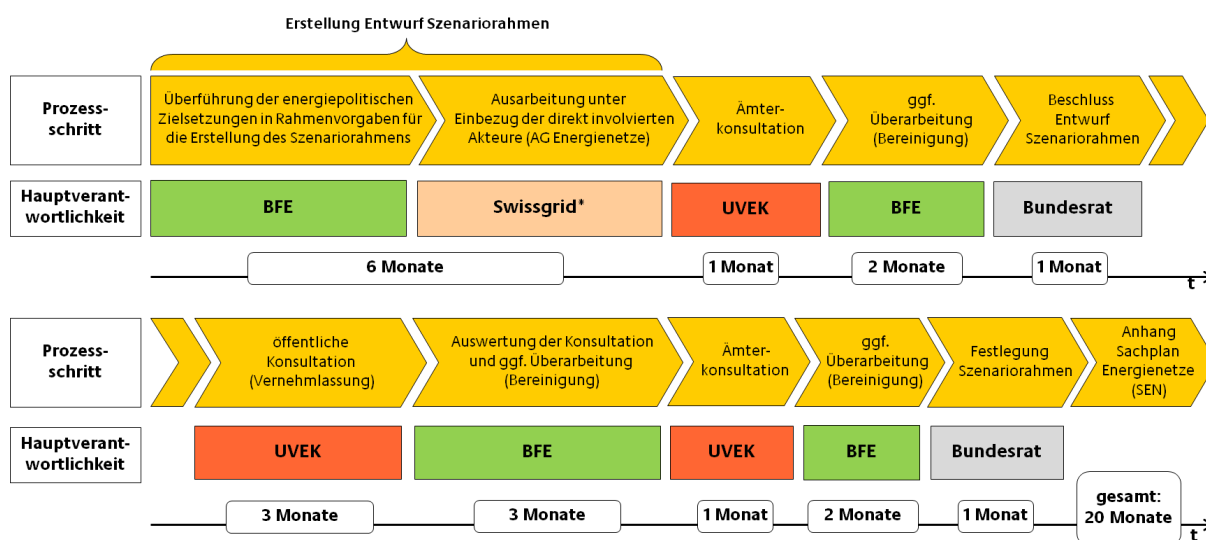 Erstellung Entwurf Szenariorahmen
Prozess-
schritt
Überführung der energiepolitischen
Zielsetzungen in Rahmenvorgaben für
die Erstellung des Szenariorahmens
Ausarbeitung unter
Einbezug der direkt involvierten
Akteure (AG Energienetze)
Ämter-
konsultation
ggf.
Überarbeitung
(Bereinigung)
Beschluss
Entwurf
Szenariorahmen
Hauptverant-
wortlichkeit
BFE
Swissgrid*
UVEK
BFE
Bundesrat
6 Monate
1 Monat
2 Monate
1 Monat
t
Prozess-
schritt
öffentliche
Konsultation
(Vernehmlassung)
Auswertung der Konsultation
und ggf. Überarbeitung
(Bereinigung)
Ämter-
konsultation
ggf.
Überarbeitung
(Bereinigung)
Festlegung
Szenariorahmen
Anhang
Sachplan
Energienetze
(SEN)
Hauptverant-
wortlichkeit
UVEK
BFE
UVEK
BFE
Bundesrat
3 Monate
3 Monate
1 Monat
2 Monate
1 Monat
gesamt:
20 Monate
t